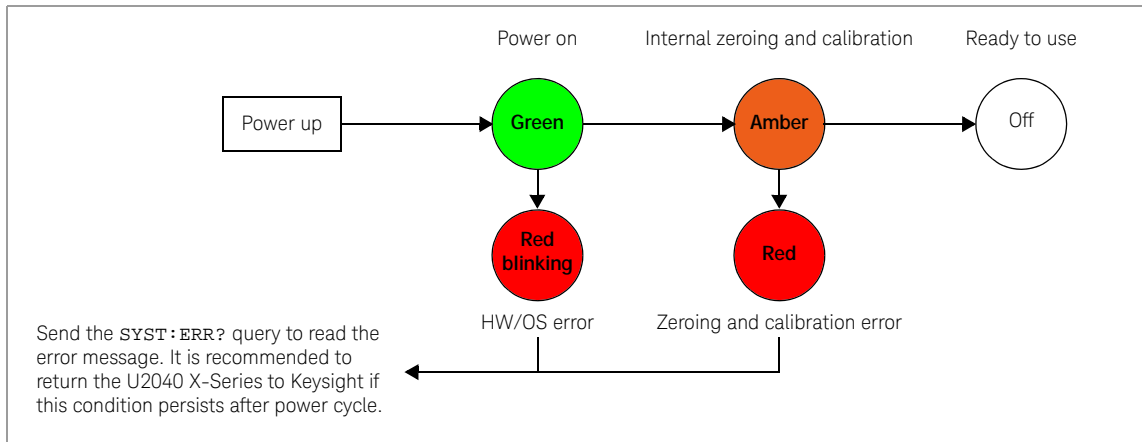 Power on
Internal zeroing and calibration
Ready to use
Power up
Green
Amber
Off
Red
blinking
Red
HW/OS error
Zeroing and calibration error
Send the SYST:ERR? query to read the
error message. It is recommended to
return the U2040 X-Series to Keysight if
this condition persists after power cycle.